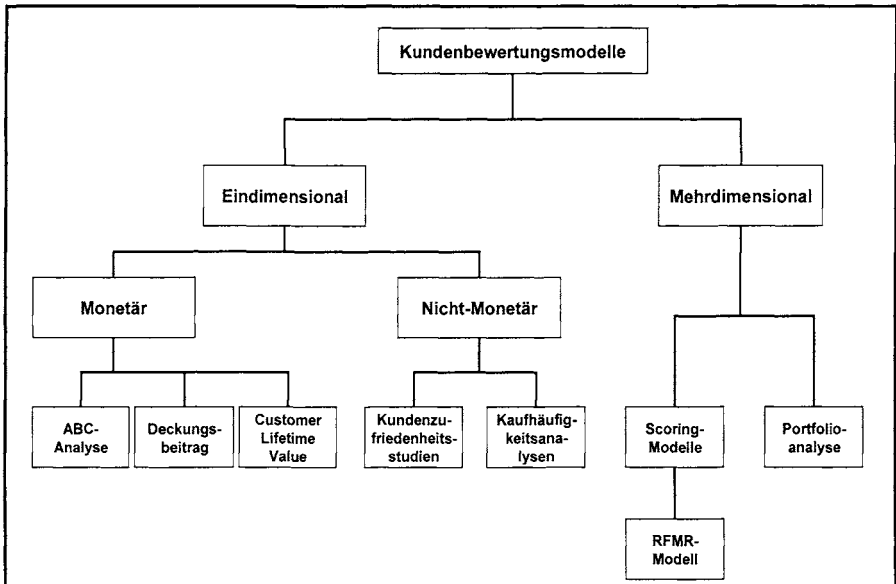 Kundenbewertungsmodelle
Eindimensional
Mehrdimensional
Monetär
Nicht-Monetär
ABC-
Analyse
Deckungs-
beitrag
Customer
Lifetime
Value
Kundenzu-
friedenheits-
studien
Kaufhäufig-
keitsana-
lysen
Scoring-
Modelle
Portfolio-
analyse
RFMR-
Modell